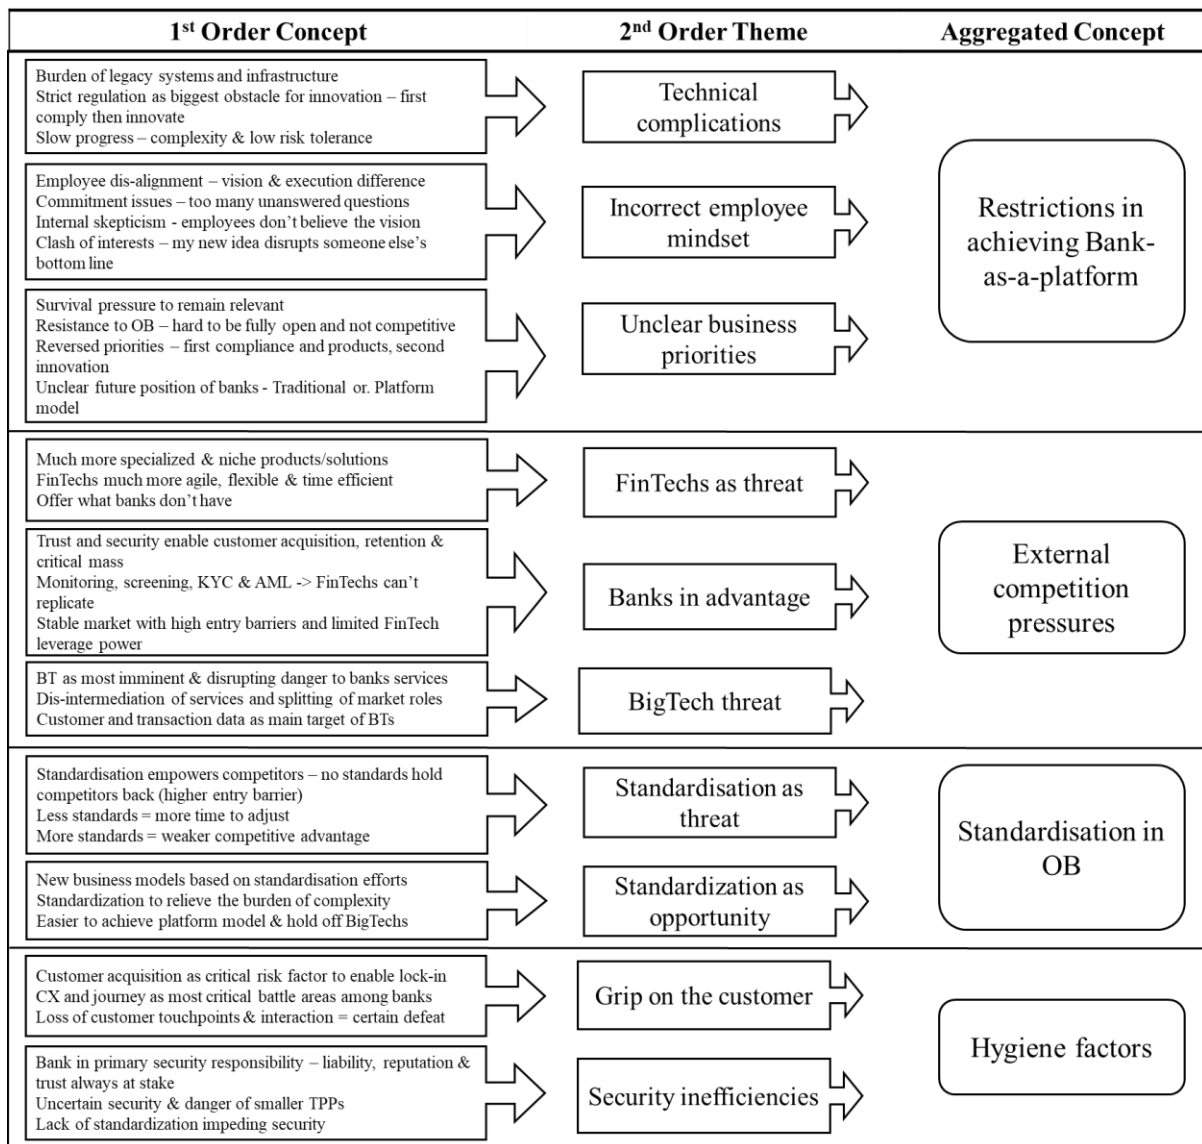 1st Order Concept
2nd Order Theme
Aggregated Concept
Burden of legacy systems and infrastructure
Strict regulation as biggest obstacle for innovation – first
comply then innovate
Slow progress – complexity & low risk tolerance
Technical
complications
Employee dis-alignment – vision & execution difference
Commitment issues – too many unanswered questions
Internal skepticism - employees don't believe the vision
Clash of interests – my new idea disrupts someone else's
bottom line
Incorrect employee
mindset
Survival pressure to remain relevant
Resistance to OB – hard to be fully open and not competitive
Reversed priorities – first compliance and products, second
innovation
Unclear future position of banks - Traditional or. Platform
model
Unclear business
priorities
Restrictions in
achieving Bank-
as-a-platform
Much more specialized & niche products/solutions
FinTechs much more agile, flexible & time efficient
Offer what banks don't have
FinTechs as threat
Trust and security enable customer acquisition, retention &
critical mass
Monitoring, screening, KYC & AML -> FinTechs can't
replicate
Stable market with high entry barriers and limited FinTech
leverage power
Banks in advantage
BT as most imminent & disrupting danger to banks services
Dis-intermediation of services and splitting of market roles
Customer and transaction data as main target of BTs
BigTech threat
External
competition
pressures
Standardisation empowers competitors – no standards hold
competitors back (higher entry barrier)
Less standards = more time to adjust
More standards = weaker competitive advantage
Standardisation as
threat
New business models based on standardisation efforts
Standardization to relieve the burden of complexity
Easier to achieve platform model & hold off BigTechs
Standardization as
opportunity
Standardisation in
OB
Customer acquisition as critical risk factor to enable lock-in
CX and journey as most critical battle areas among banks
Loss of customer touchpoints & interaction = certain defeat
Grip on the customer
Bank in primary security responsibility – liability, reputation &
trust always at stake
Uncertain security & danger of smaller TPPs
Lack of standardization impeding security
Security inefficiencies
Hygiene factors